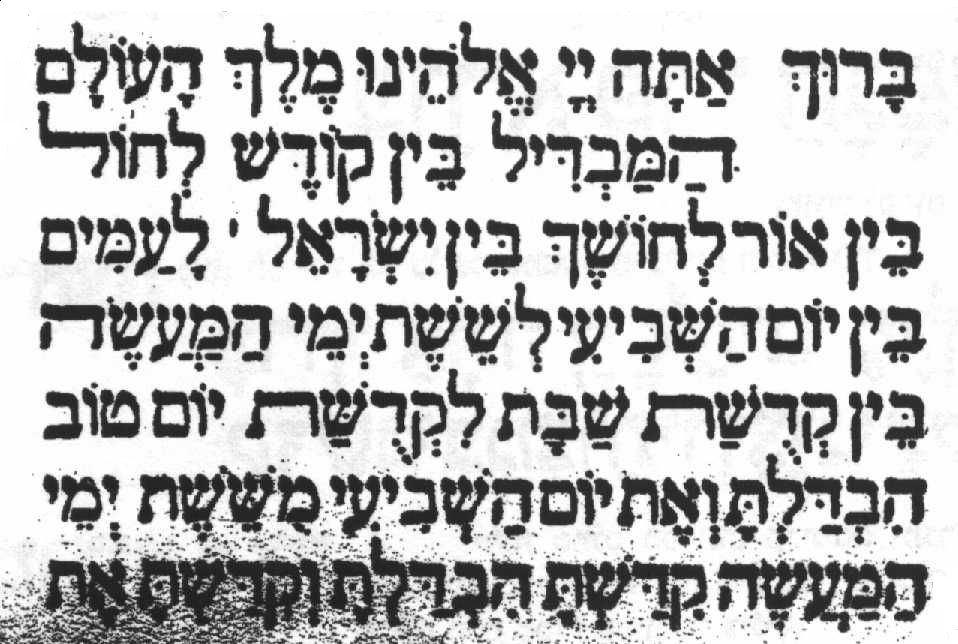 בָּרוּךְ אַתָּה יְיָ אֱלֹהֵינוּ מֶלֶךְ הָעוֹלָם
הַמַּבְדִּיל בֵּין קוֹדֶשׁ לְחוֹל
בֵּין אוֹר לְחוֹשֶׁךְ בֵּין יִשְׂרָאֵל ׳ לָעַמִּים
בֵּין יוֹם הַשְּׁבִיעִי לְשֵׁשֶׁת יְמֵי הַמַּעֲשֶׂה
בֵּין קְדֻשַּׁת שַׁבָּת לִקְדֻשַּׁת יוֹם טוֹב
הִבְדַּלְתָּ וְאֶת יוֹם הַשְּׁבִיעִי מִשֵּׁשֶׁת יְמֵי
הַמַּעֲשֶׂה קִדַּשְׁתָּ הִבְדַּלְתָּ וְקִדַּשְׁתָּ אֶת